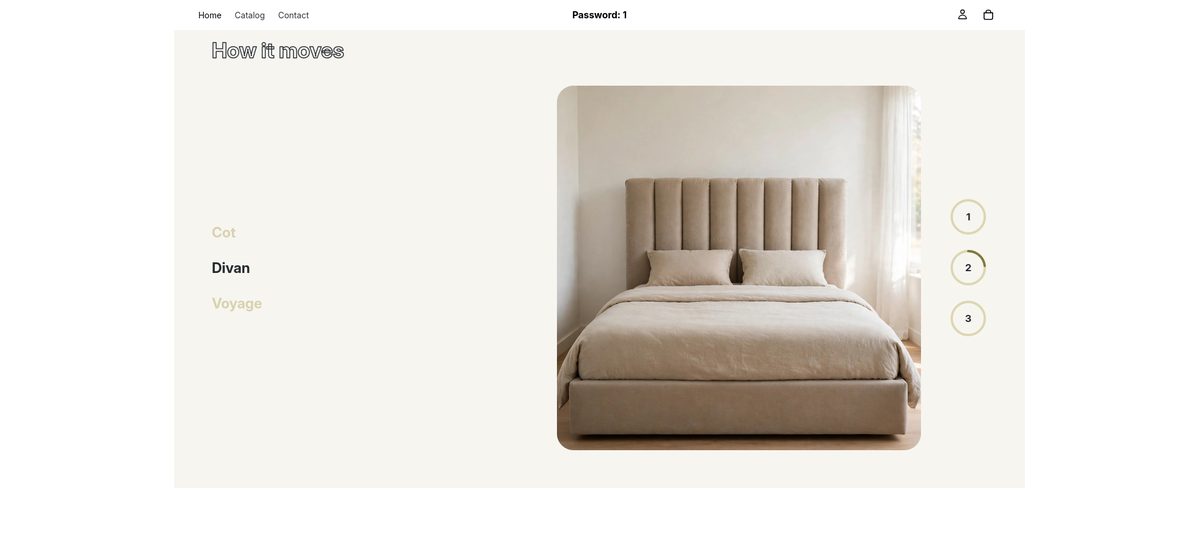 Home Catalog Contact
Password: 1
How it moves
Cot
Divan
Voyage
1
2
3